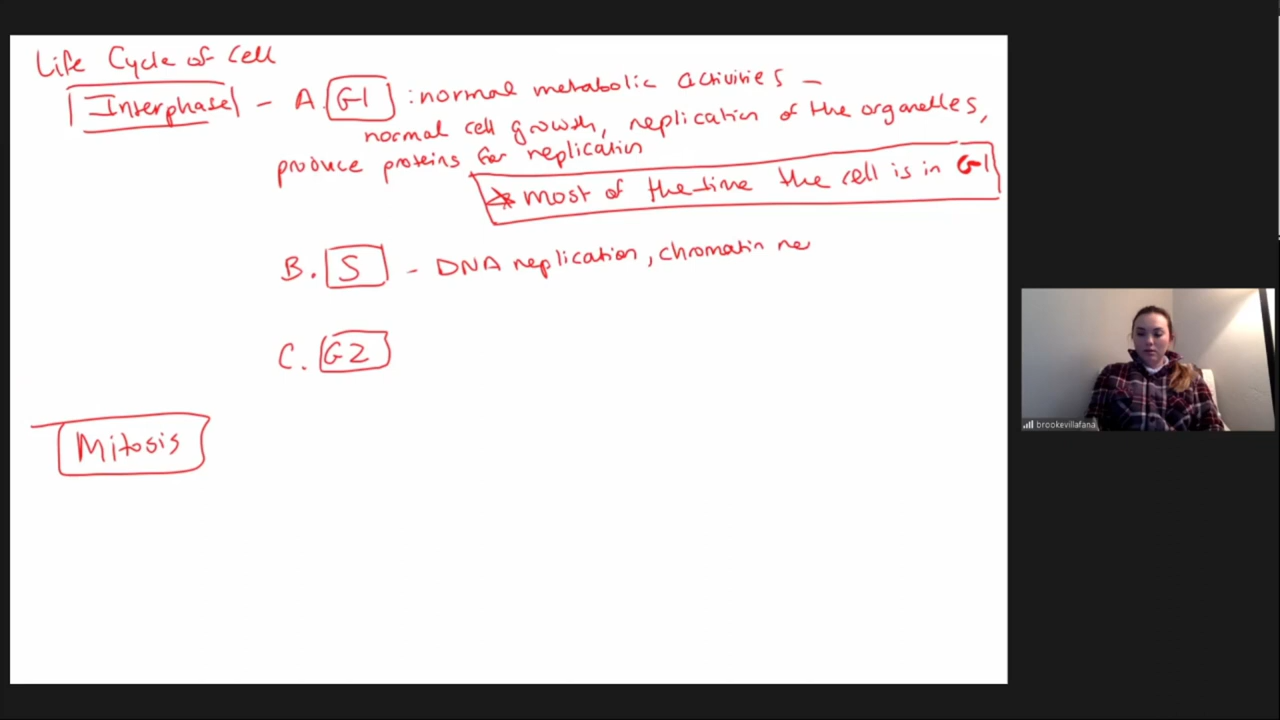 Life Cycle of Cell
Interphase - A. G1 : normal metabolic activities -
normal cell growth, replication of the organelles,
produce proteins for replication
* most of the time the cell is in G1
B. S - DNA replication, chromatin ne
C. G2
Mitosis
brookevillafana